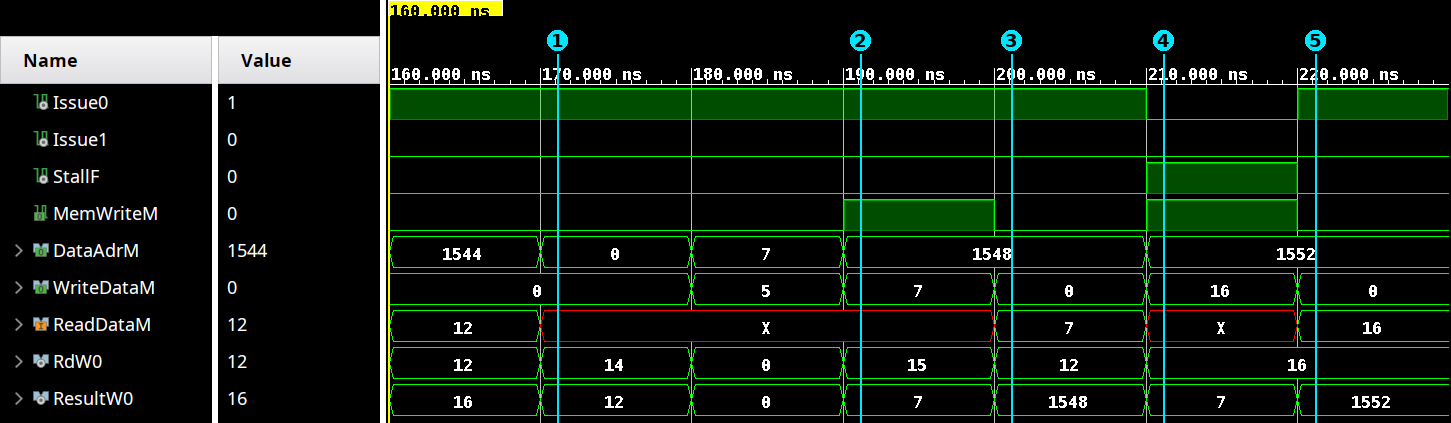 160.000 ns
1 2 3 4 5
Name Value 160.000 ns 170.000 ns 180.000 ns 190.000 ns 200.000 ns 210.000 ns 220.000 ns
Issue0 1
Issue1 0
StallF 0
MemWriteM 0
DataAdrM 1544 1544 0 7 1548 1552
WriteDataM 0 0 5 7 0 16 0
ReadDataM 12 12 X 7 X 16
RdW0 12 12 14 0 15 12 16
ResultW0 16 16 12 0 7 1548 7 1552